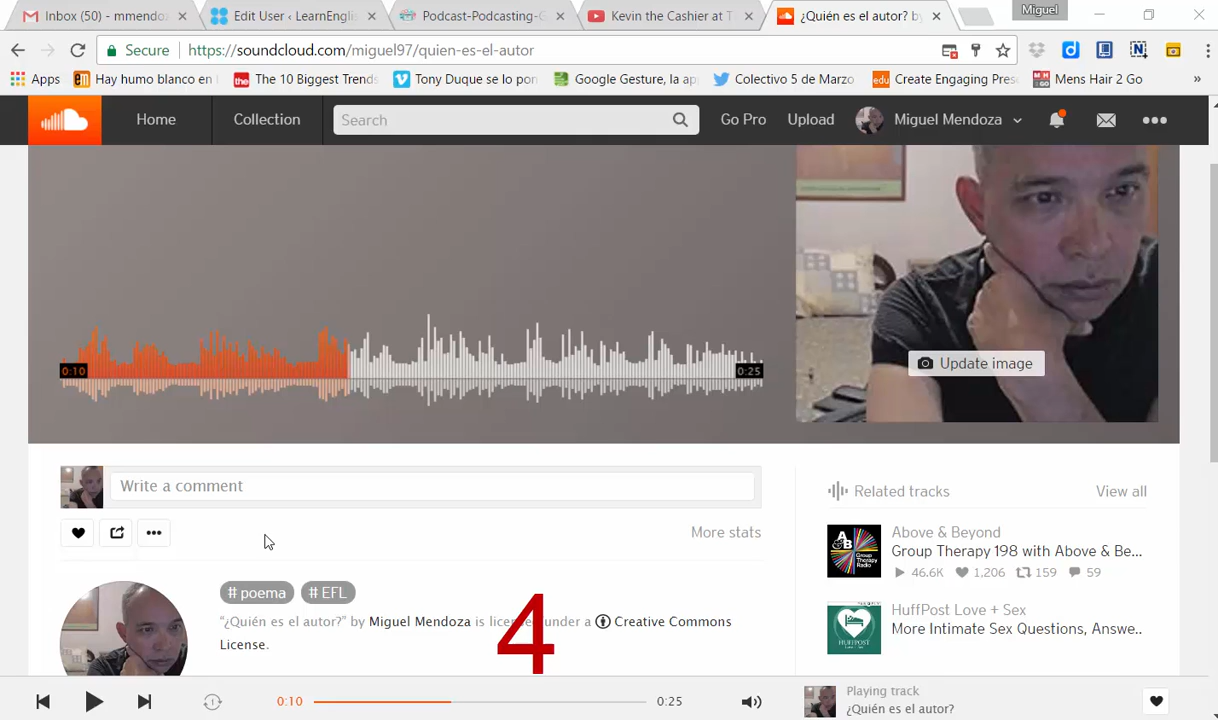 Inbox (50) - mmendoz
Edit User ‹ LearnEnglis
Podcast-Podcasting-G
Kevin the Cashier at T
¿Quién es el autor? b
Miguel
Secure
https://soundcloud.com/miguel97/quien-es-el-autor
Apps
Hay humo blanco en
The 10 Biggest Trends
Tony Duque se lo pon
Google Gesture, la ap
Colectivo 5 de Marzo
Create Engaging Pres
Mens Hair 2 Go
»
Home
Collection
Search
Go Pro
Upload
Miguel Mendoza
0:10
0:25
Update image
Write a comment
More stats
Related tracks
View all
Above & Beyond
Group Therapy 198 with Above & Be...
46.6K 1,206 159 59
HuffPost Love + Sex
More Intimate Sex Questions, Answe..
# poema
# EFL
“¿Quién es el autor?” by Miguel Mendoza is licensed under a Creative Commons
License.
4
0:10
0:25
Playing track
¿Quién es el autor?